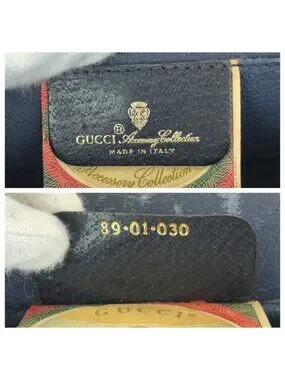 GUCCI® Accessory Collection
MADE IN ITALY
Accessory Collection
89·01·030
GUCCI